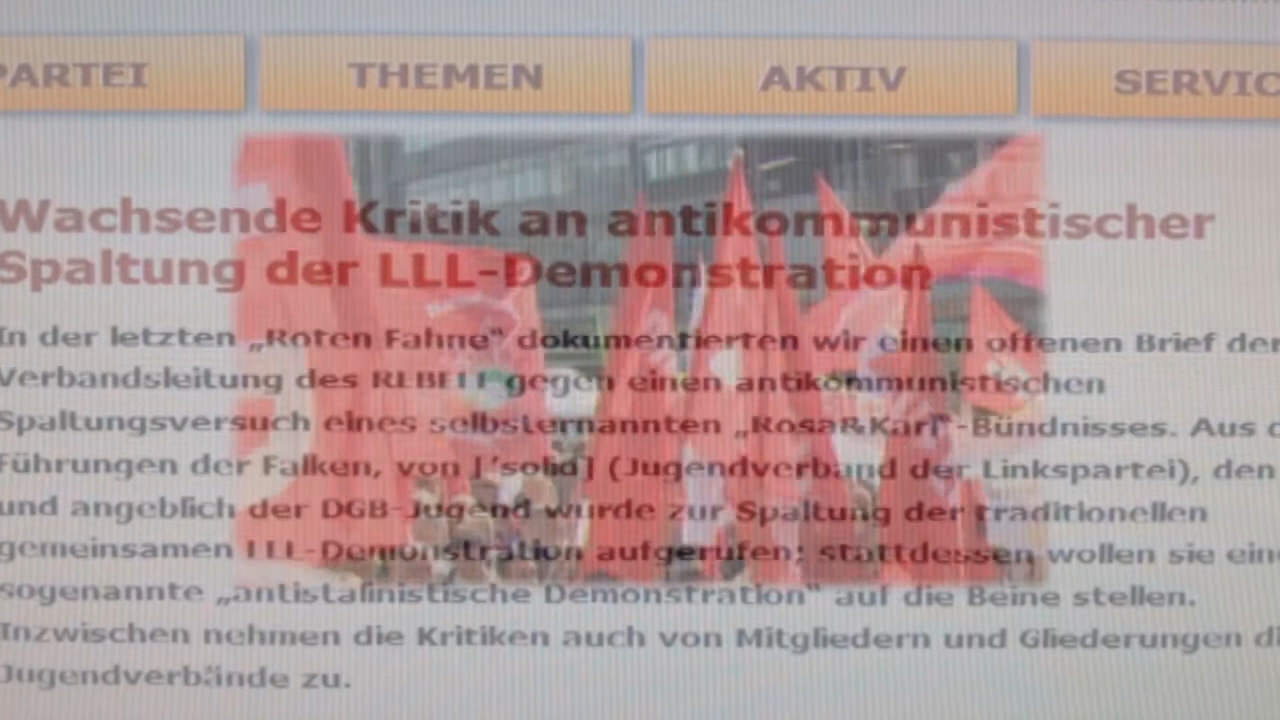 PARTEI THEMEN AKTIV SERVIC
Wachsende Kritik an antikommunistischer
Spaltung der LLL-Demonstration
In der letzten „Roten Fahne" dokumentierten wir einen offenen Brief der
Verbandsleitung des REBELL gegen einen antikommunistischen
Spaltungsversuch eines selbsternannten „Rosa&Karl"-Bündnisses. Aus d
Führungen der Falken, von ['solid] (Jugendverband der Linkspartei), den
und angeblich der DGB-Jugend wurde zur Spaltung der traditionellen
gemeinsamen LLL-Demonstration aufgerufen; stattdessen wollen sie eine
sogenannte „antistalinistische Demonstration" auf die Beine stellen.
Inzwischen nehmen die Kritiken auch von Mitgliedern und Gliederungen di
Jugendverbände zu.